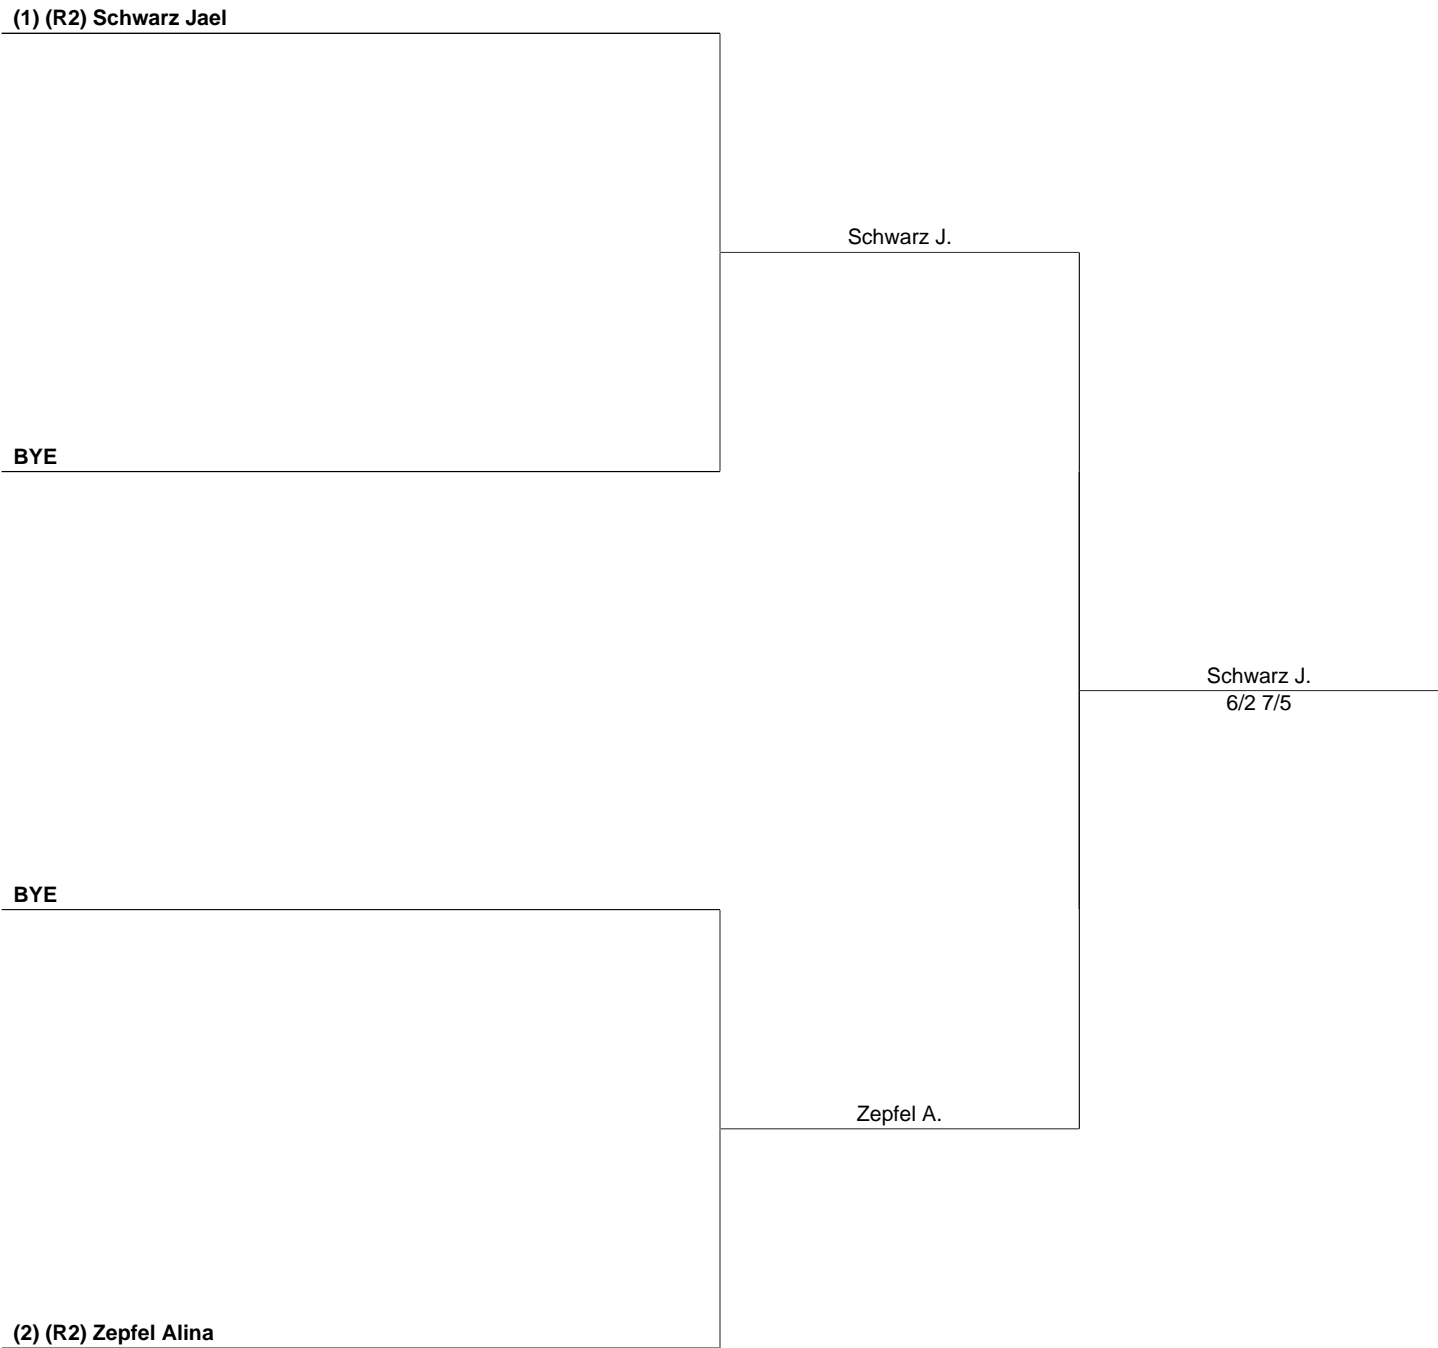 (1) (R2) Schwarz Jael
Schwarz J.
BYE
Schwarz J.
6/2 7/5
BYE
Zepfel A.
(2) (R2) Zepfel Alina